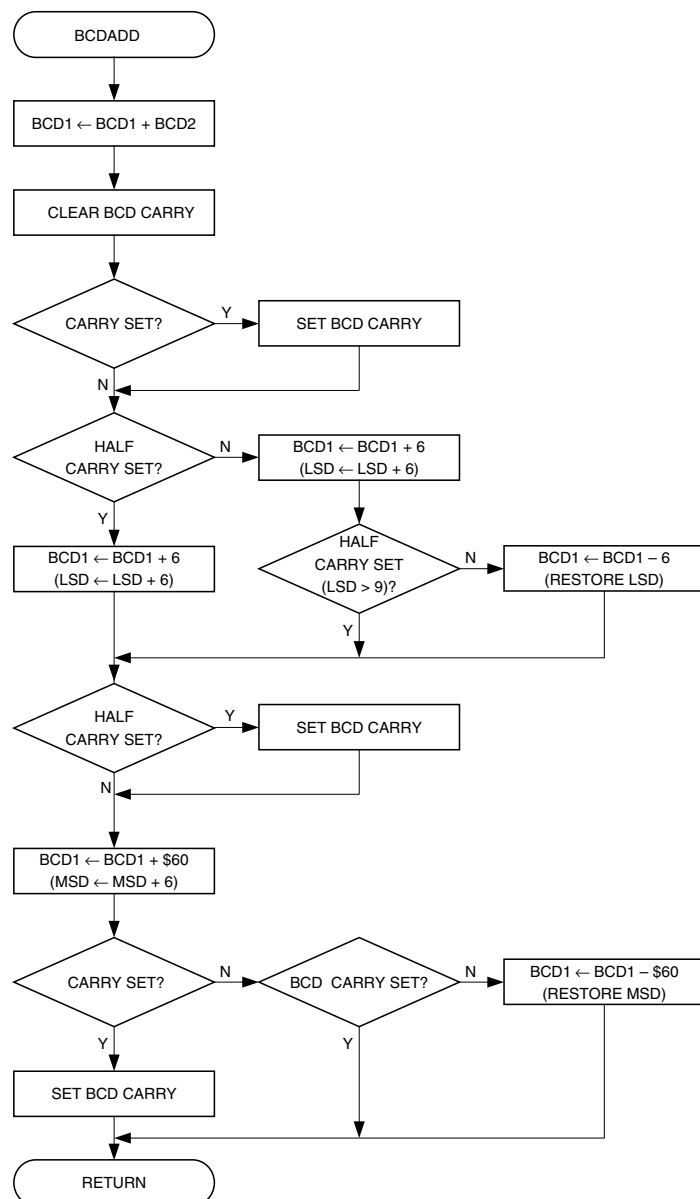 BCDADD
BCD1 ← BCD1 + BCD2
CLEAR BCD CARRY
CARRY SET?
Y
SET BCD CARRY
N
HALF
CARRY SET?
N
BCD1 ← BCD1 + 6
(LSD ← LSD + 6)
Y
BCD1 ← BCD1 + 6
(LSD ← LSD + 6)
HALF
CARRY SET
(LSD > 9)?
N
BCD1 ← BCD1 – 6
(RESTORE LSD)
Y
HALF
CARRY SET?
Y
SET BCD CARRY
N
BCD1 ← BCD1 + $60
(MSD ← MSD + 6)
CARRY SET?
N
BCD CARRY SET?
N
BCD1 ← BCD1 – $60
(RESTORE MSD)
Y
Y
SET BCD CARRY
RETURN